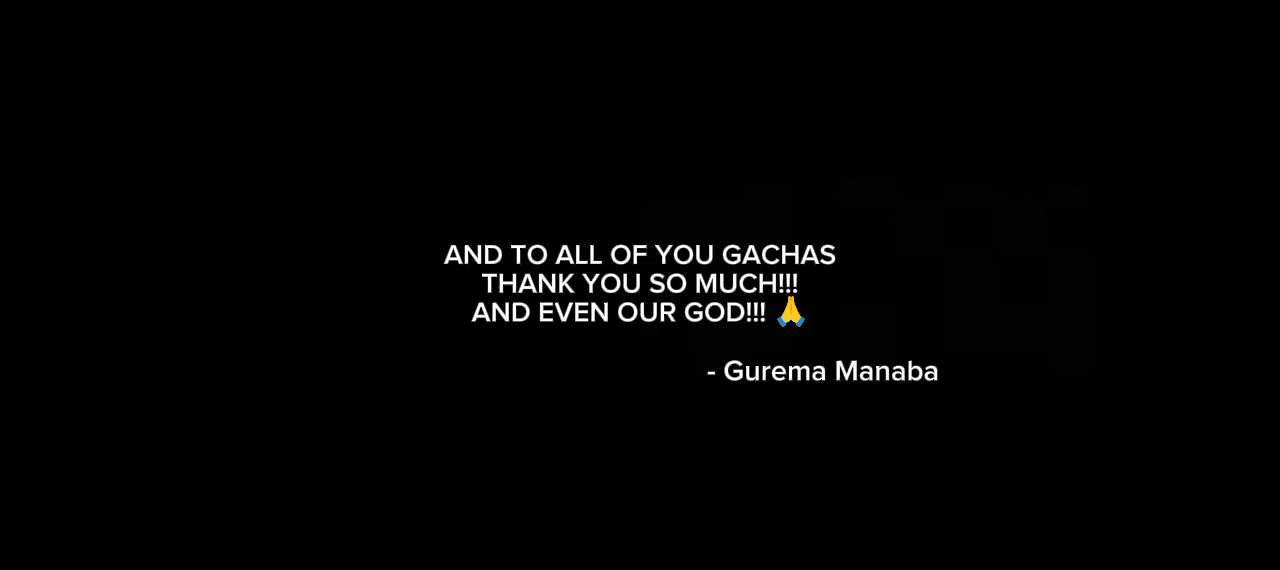 AND TO ALL OF YOU GACHAS
THANK YOU SO MUCH!!!
AND EVEN OUR GOD!!! 🙏
- Gurema Manaba